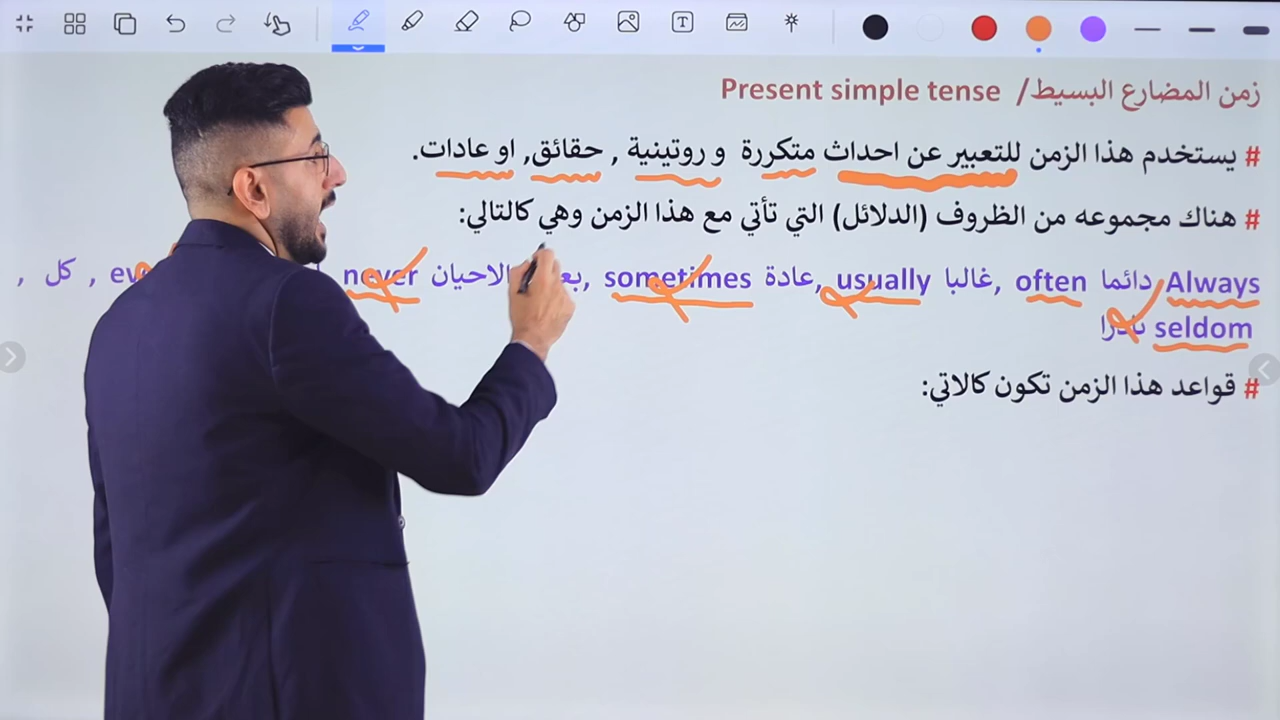 زمن المضارع البسيط/ Present simple tense
# يستخدم هذا الزمن للتعبير عن احداث متكررة و روتينية , حقائق, او عادات.
# هناك مجموعه من الظروف (الدلائل) التي تأتي مع هذا الزمن وهي كالتالي:
Always دائما often ,غالبا usually ,عادة sometimes , الاحيان never , كل ,
seldom نادرا
# قواعد هذا الزمن تكون كالاتي: